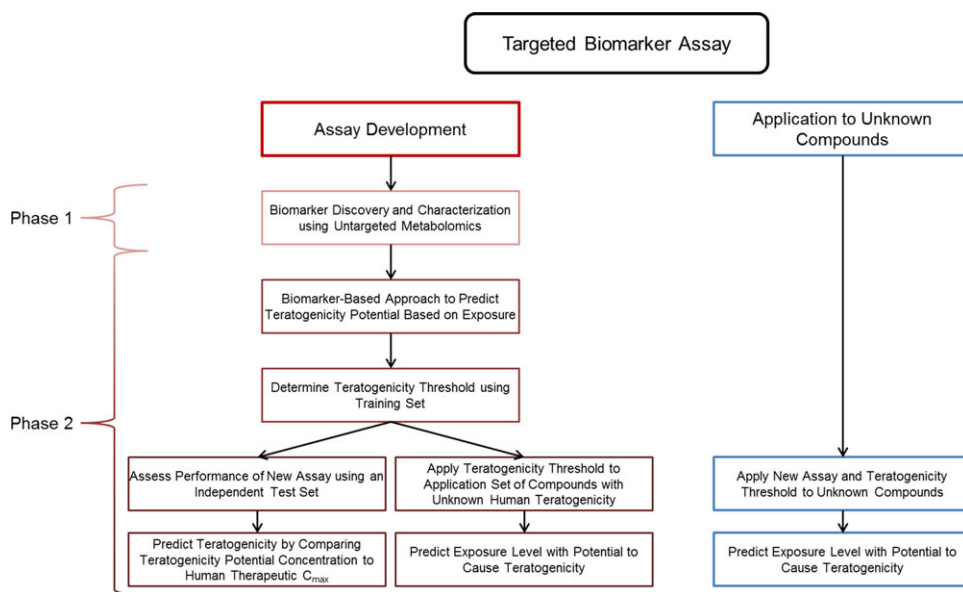 Targeted Biomarker Assay
Assay Development
Application to Unknown
Compounds
Phase 1
Biomarker Discovery and Characterization
using Untargeted Metabolomics
Biomarker-Based Approach to Predict
Teratogenicity Potential Based on Exposure
Determine Teratogenicity Threshold using
Training Set
Phase 2
Assess Performance of New Assay using an
Independent Test Set
Apply Teratogenicity Threshold to
Application Set of Compounds with
Unknown Human Teratogenicity
Apply New Assay and Teratogenicity
Threshold to Unknown Compounds
Predict Teratogenicity by Comparing
Teratogenicity Potential Concentration to
Human Therapeutic Cmax
Predict Exposure Level with Potential to
Cause Teratogenicity
Predict Exposure Level with Potential to
Cause Teratogenicity